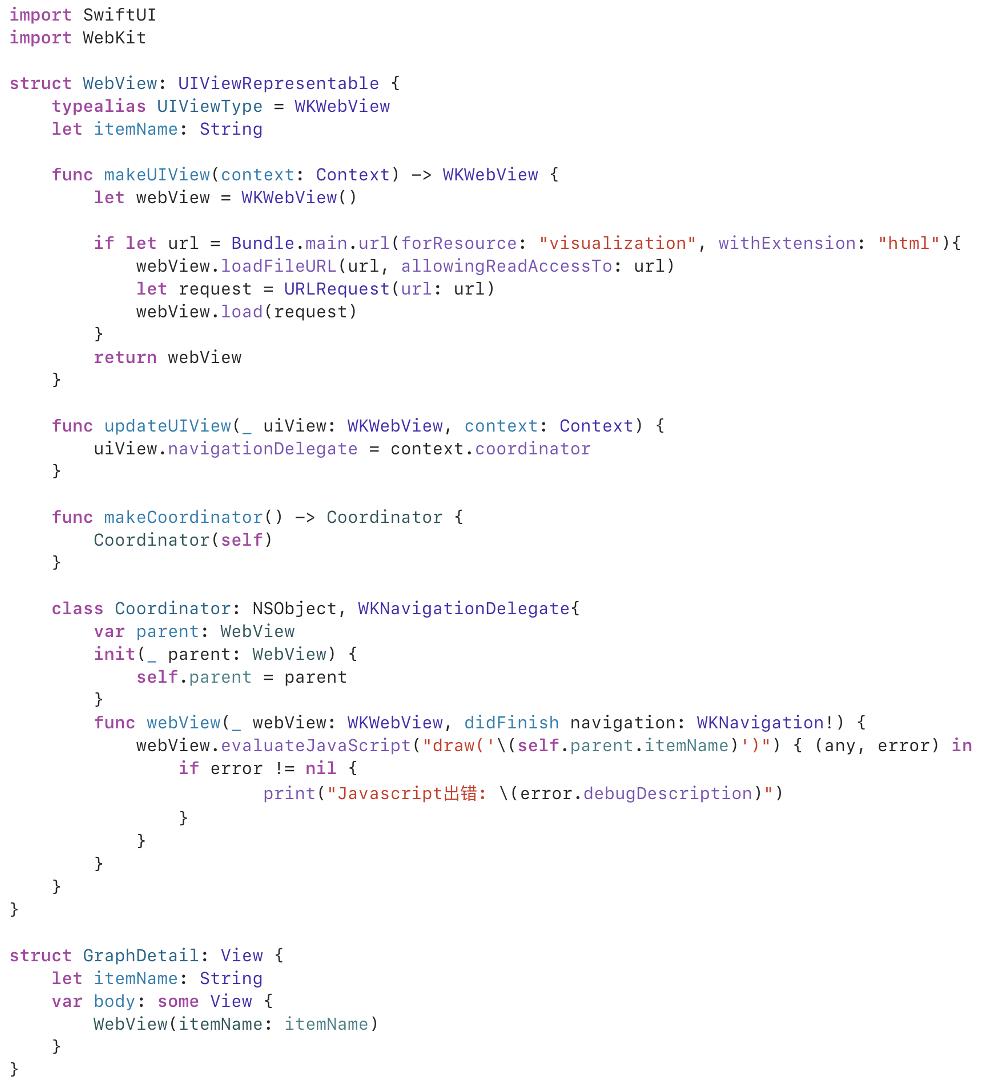 import SwiftUI
import WebKit

struct WebView: UIViewRepresentable {
    typealias UIViewType = WKWebView
    let itemName: String

    func makeUIView(context: Context) -> WKWebView {
        let webView = WKWebView()

        if let url = Bundle.main.url(forResource: "visualization", withExtension: "html"){
            webView.loadFileURL(url, allowingReadAccessTo: url)
            let request = URLRequest(url: url)
            webView.load(request)
        }
        return webView
    }

    func updateUIView(_ uiView: WKWebView, context: Context) {
        uiView.navigationDelegate = context.coordinator
    }

    func makeCoordinator() -> Coordinator {
        Coordinator(self)
    }

    class Coordinator: NSObject, WKNavigationDelegate{
        var parent: WebView
        init(_ parent: WebView) {
            self.parent = parent
        }
        func webView(_ webView: WKWebView, didFinish navigation: WKNavigation!) {
            webView.evaluateJavaScript("draw('\(self.parent.itemName)')") { (any, error) in
                if error != nil {
                        print("Javascript出错: \(error.debugDescription)")
                }
            }
        }
    }
}

struct GraphDetail: View {
    let itemName: String
    var body: some View {
        WebView(itemName: itemName)
    }
}